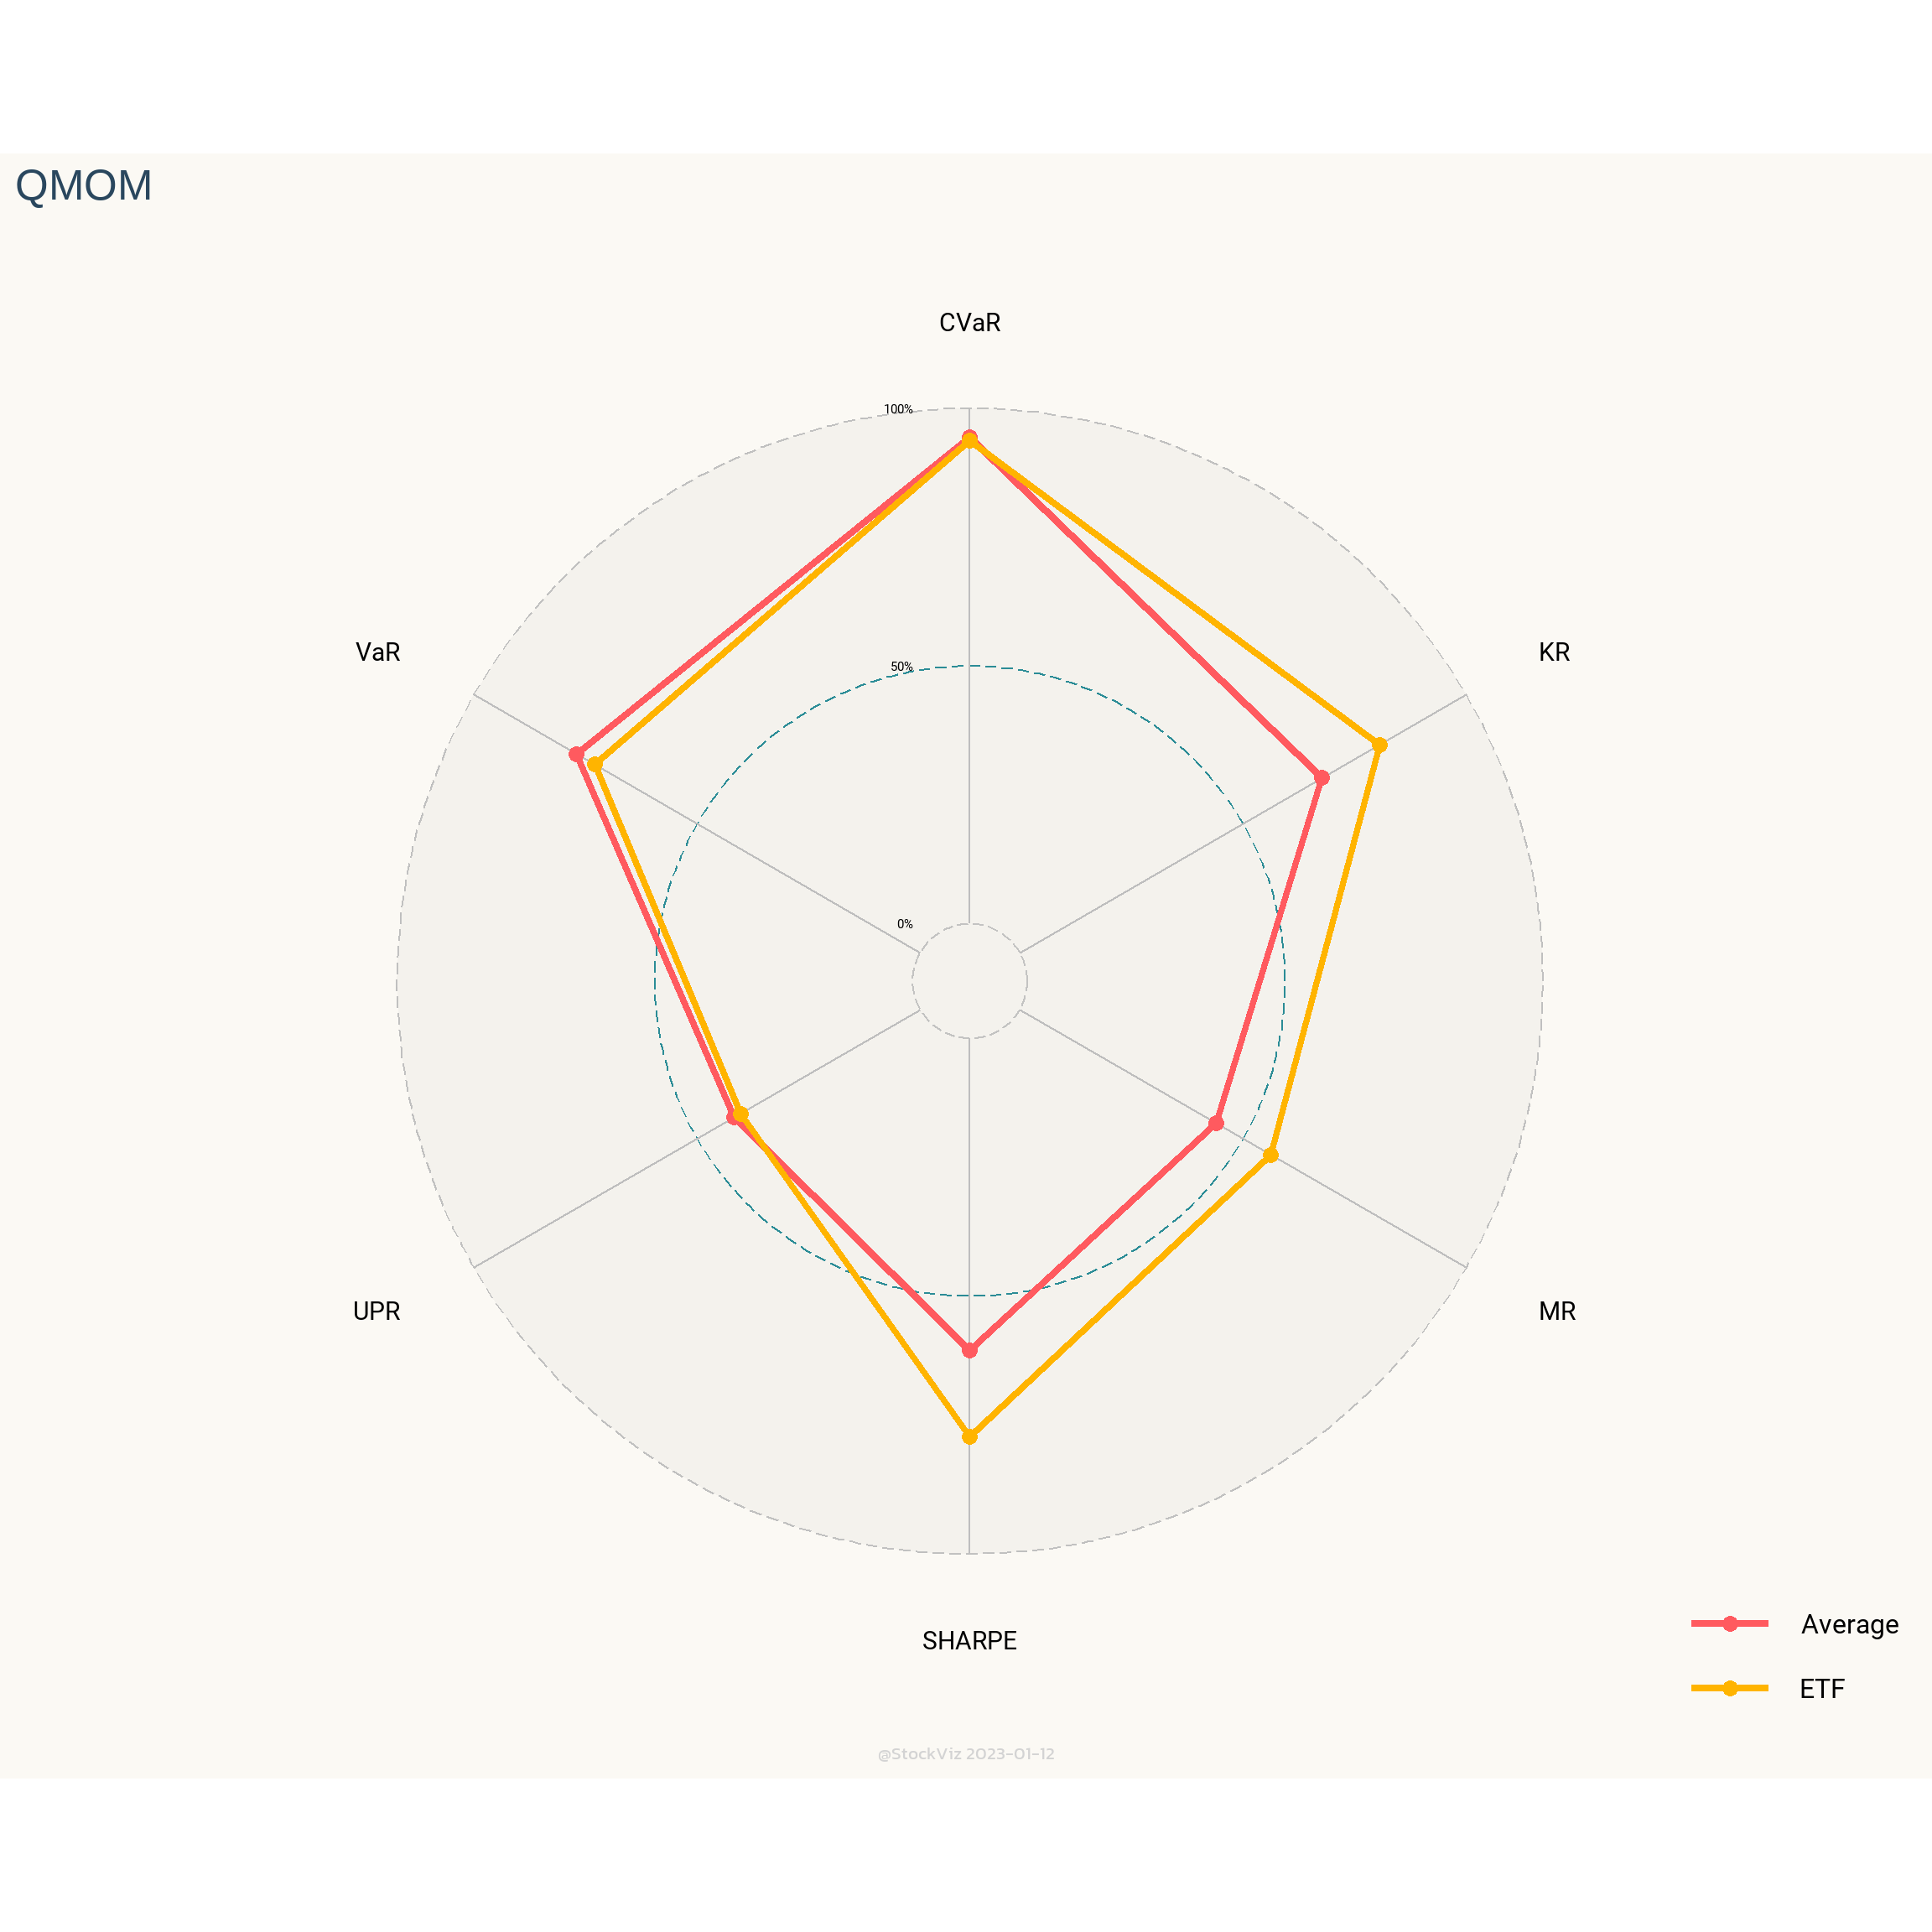 QMOM
CVaR
100%
VaR
KR
50%
0%
UPR
MR
SHARPE
Average
ETF
@StockViz 2023-01-12